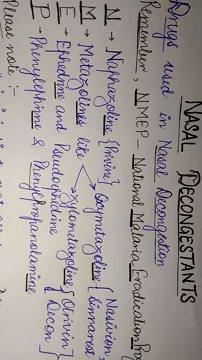 NASAL DECONGESTANTS
Drugs used in Nasal Decongestion
Remember, NMEP - National Malaria Eradication Pro
N → Naphazoline {Privin}
M → Metazolines like → Oxymetazoline { Nasivion,
Sinnarest
→ Xylometazoline {Otrivin
{ Decon }
E → Ephedrine and Pseudoephedrine
P - Phenylephrine & Phenylpropanolamine
Please note :-